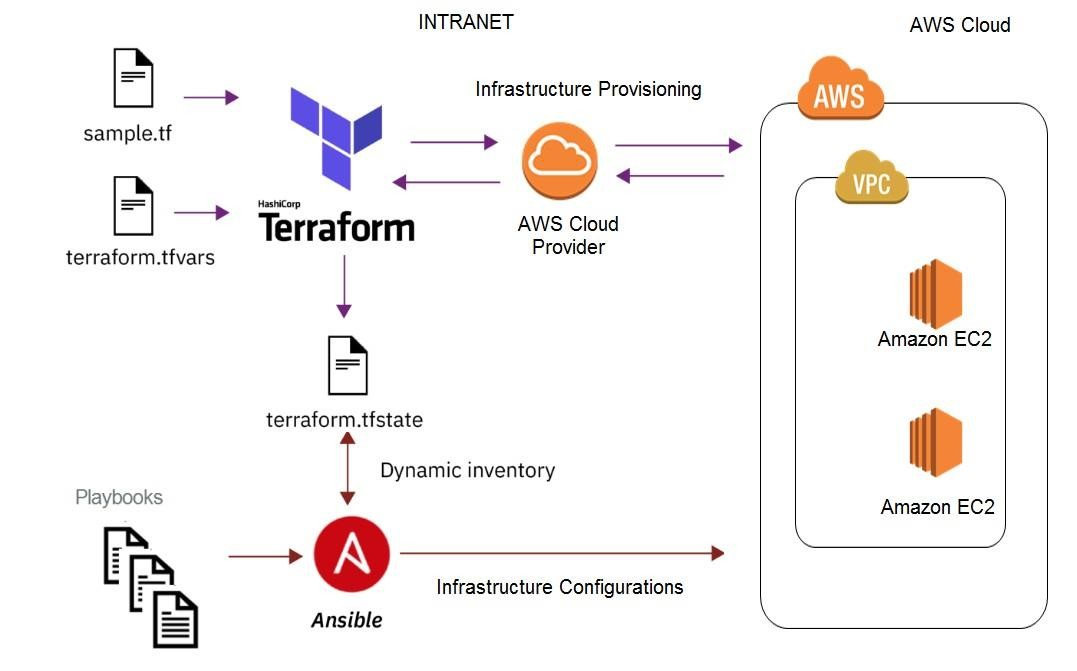 INTRANET
AWS Cloud
sample.tf
Infrastructure Provisioning
AWS
terraform.tfvars
HashiCorp
Terraform
AWS Cloud
Provider
VPC
Amazon EC2
terraform.tfstate
Dynamic inventory
Amazon EC2
Playbooks
Infrastructure Configurations
Ansible